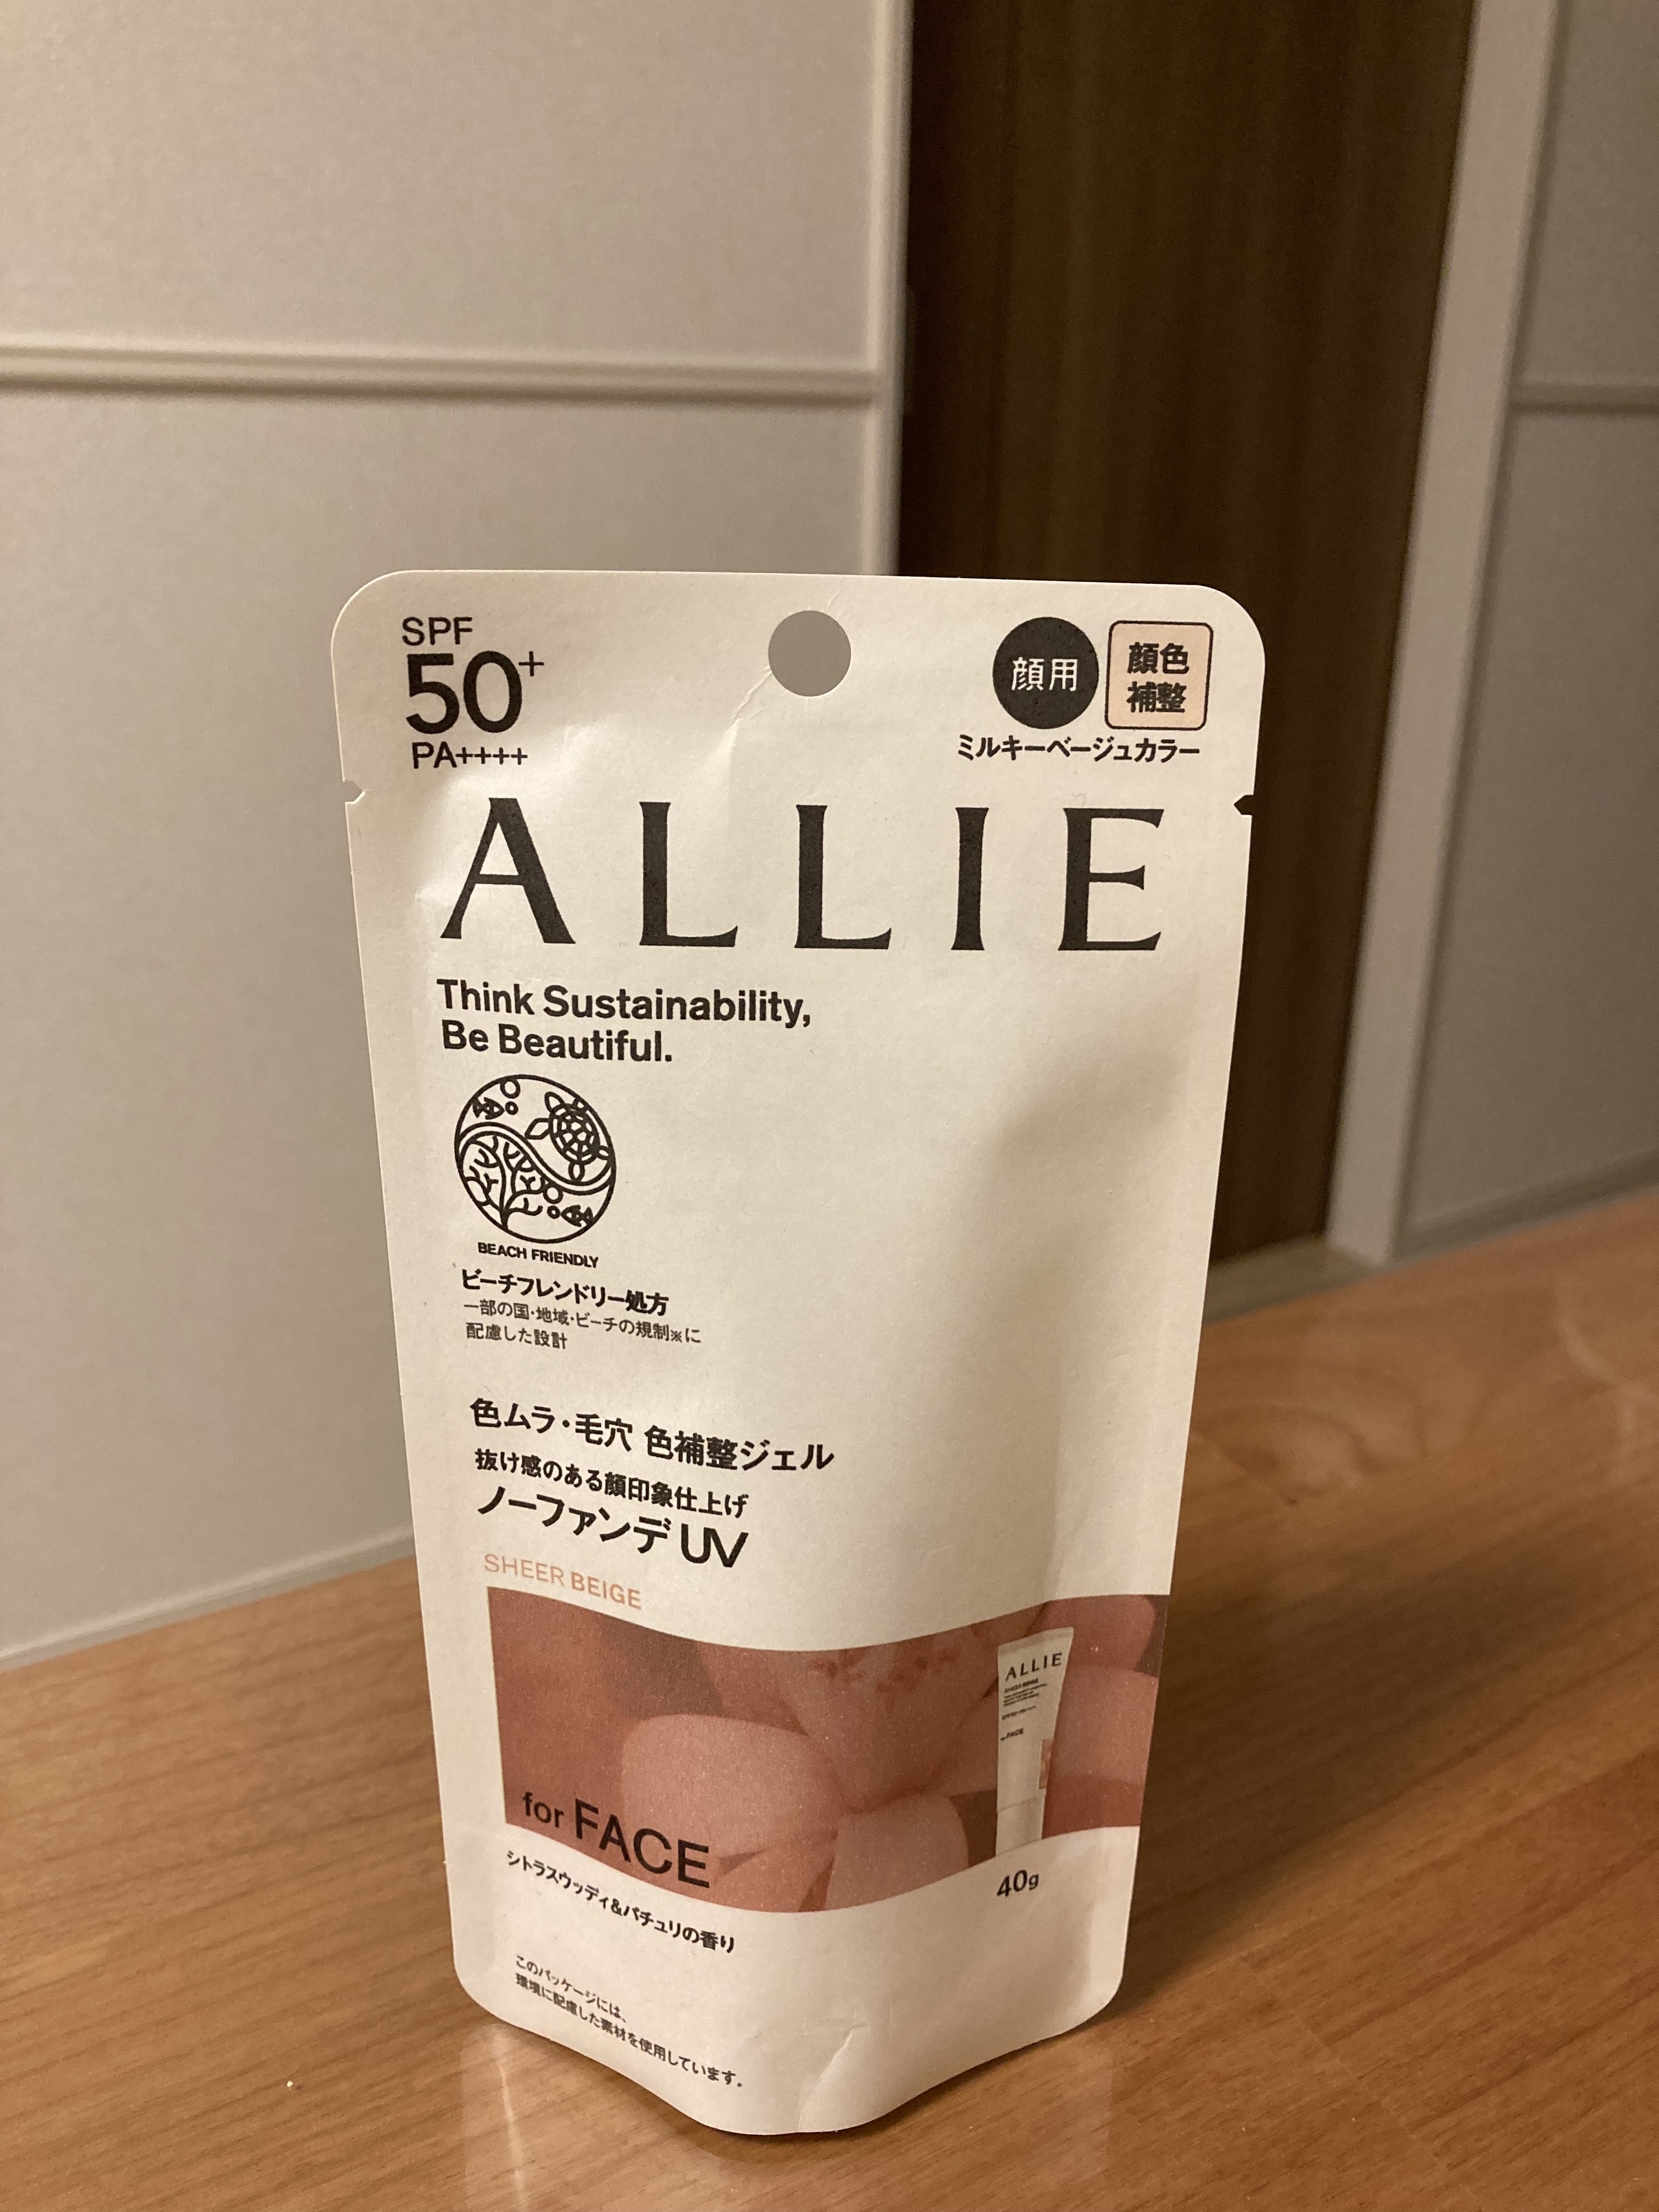 SPF
50+
PA++++
顔用
顔色
補整
ミルキーベージュカラー
ALLIE
Think Sustainability,
Be Beautiful.
BEACH FRIENDLY
ビーチフレンドリー処方
一部の国・地域・ビーチの規制※に
配慮した設計
色ムラ・毛穴 色補整ジェル
抜け感のある顔印象仕上げ
ノーファンデ UV
SHEER BEIGE
ALLIE
SHEER BEIGE
for FACE
for FACE
40g
シトラスウッディ&パチュリの香り
このパッケージには、
環境に配慮した素材を使用しています。